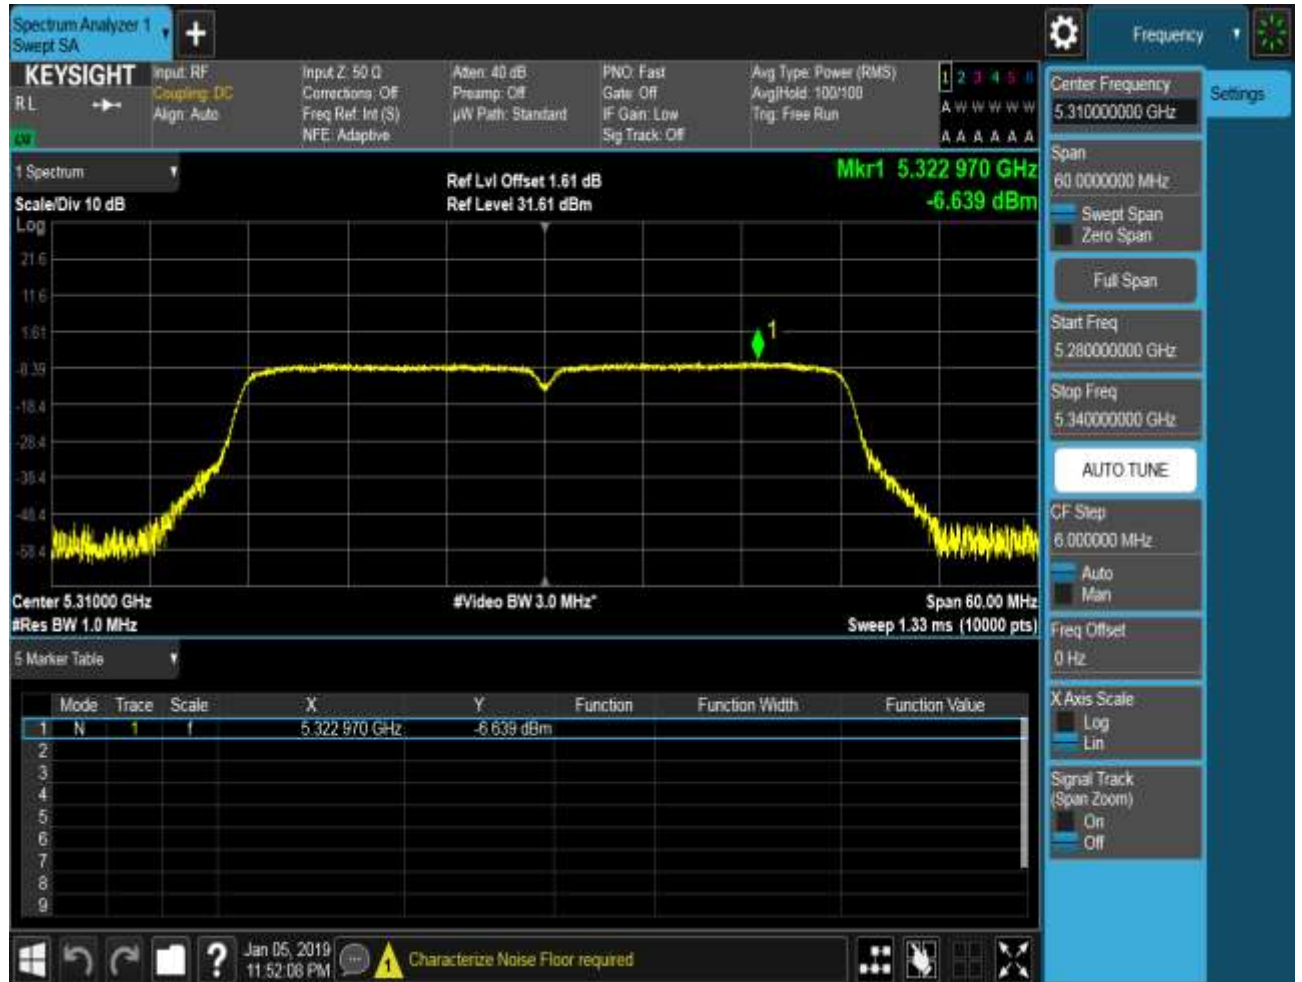 Spectrum Analyzer 1
Swept SA
Frequency
KEYSIGHT
R L
Input: RF
Coupling: DC
Align: Auto
Input Z: 50 Ω
Corrections: Off
Freq Ref: Int (S)
NFE: Adaptive
Atten: 40 dB
Preamp: Off
µW Path: Standard
PNO: Fast
Gate: Off
IF Gain: Low
Sig Track: Off
Avg Type: Power (RMS)
Avg|Hold: 100/100
Trig: Free Run
1 2 3 4 5 6
A W W W W W
A A A A A A
1 Spectrum
Scale/Div 10 dB
Ref Lvl Offset 1.61 dB
Ref Level 31.61 dBm
Mkr1 5.322 970 GHz
-6.639 dBm
Log
21.6
11.6
1.61
-8.39
-18.4
-28.4
-38.4
-48.4
-58.4
1
Center 5.31000 GHz
#Res BW 1.0 MHz
#Video BW 3.0 MHz*
Span 60.00 MHz
Sweep 1.33 ms (10000 pts)
5 Marker Table
Mode Trace Scale X Y Function Function Width Function Value
1 N 1 f 5.322 970 GHz -6.639 dBm
2
3
4
5
6
7
8
9
Jan 05, 2019
11:52:08 PM
Characterize Noise Floor required
Center Frequency
5.310000000 GHz
Settings
Span
60.0000000 MHz
Swept Span
Zero Span
Full Span
Start Freq
5.280000000 GHz
Stop Freq
5.340000000 GHz
AUTO TUNE
CF Step
6.000000 MHz
Auto
Man
Freq Offset
0 Hz
X Axis Scale
Log
Lin
Signal Track
(Span Zoom)
On
Off